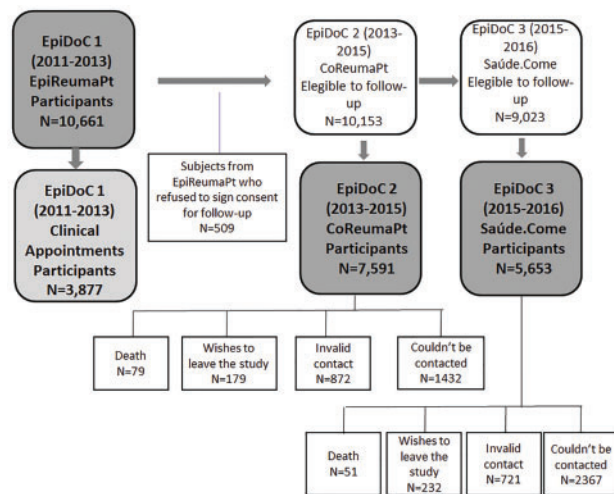 EpiDoC 1
(2011-2013)
EpiReumaPt
Participants
N=10,661
EpiDoC 2 (2013-
2015)
CoReumaPt
Elegible to follow-
up
N=10,153
EpiDoC 3 (2015-
2016)
Saúde.Come
Elegible to follow-
up
N=9,023
Subjects from
EpiReumaPt who
refused to sign consent
for follow-up
N=509
EpiDoC 1
(2011-2013)
Clinical
Appointments
Participants
N=3,877
EpiDoC 2
(2013-2015)
CoReumaPt
Participants
N=7,591
EpiDoC 3
(2015-2016)
Saúde.Come
Participants
N=5,653
Death
N=79
Wishes to
leave the study
N=179
Invalid
contact
N=872
Couldn't be
contacted
N=1432
Death
N=51
Wishes to
leave the
study
N=232
Invalid
contact
N=721
Couldn't be
contacted
N=2367